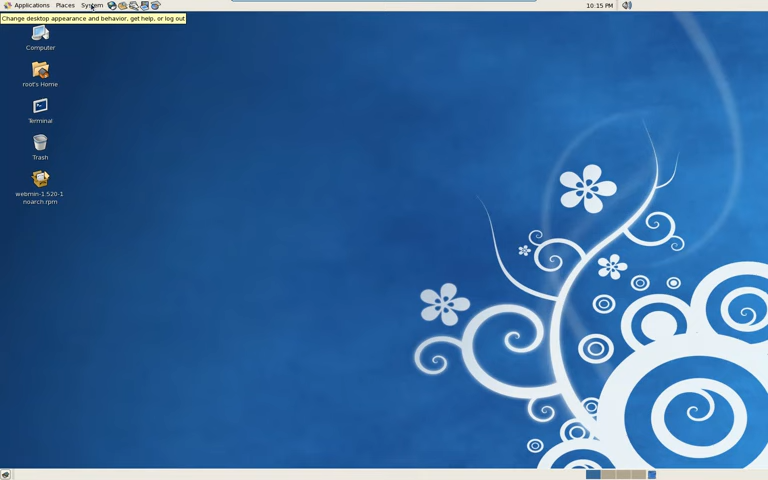 Applications Places System
10:15 PM
Change desktop appearance and behavior, get help, or log out
Computer
root's Home
Terminal
Trash
webmin-1.520-1
noarch.rpm